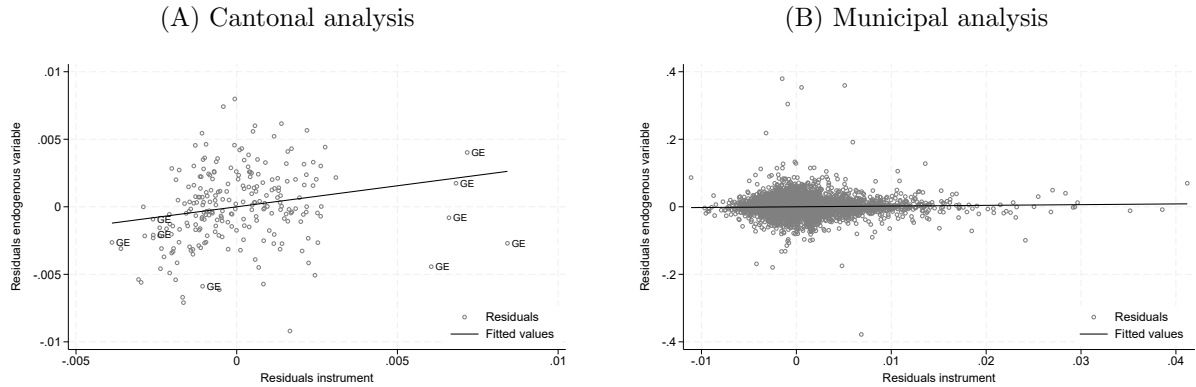 (A) Cantonal analysis
.01
.005
0
-.005
-.01
Residuals endogenous variable
GE
GE
GE
GE
GE
GE
GE
GE
GE
Residuals
Fitted values
-.005
0
.005
.01
Residuals instrument
(B) Municipal analysis
.4
.2
0
-.2
-.4
Residuals endogenous variable
Residuals
Fitted values
-.01
0
.01
.02
.03
.04
Residuals instrument